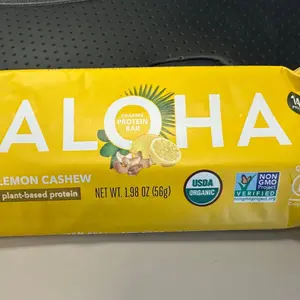 ALOHA
ORGANIC
PROTEIN
BAR
LEMON CASHEW
plant-based protein
NET WT. 1.98 OZ (56g)
USDA
ORGANIC
NON
GMO
Project
VERIFIED
nongmoproject.org